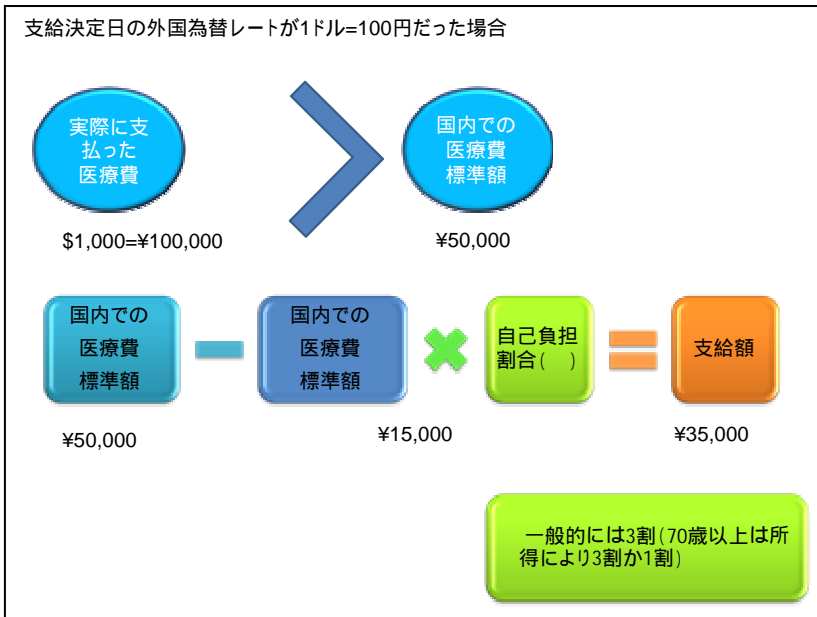 支給決定日の外国為替レートが1ドル=100円だった場合
実際に支
払った
医療費
国内での
医療費
標準額
$1,000=¥100,000
¥50,000
国内での
医療費
標準額
国内での
医療費
標準額
自己負担
割合(　)
支給額
¥50,000
¥15,000
¥35,000
一般的には3割(70歳以上は所
得により3割か1割)